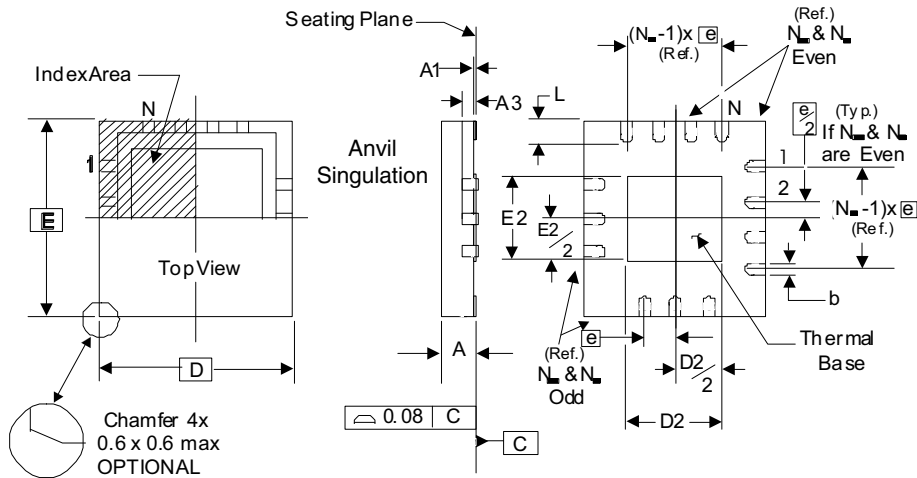 Seating Plane
Index Area
N
1
E
Top View
D
Chamfer 4x
0.6 x 0.6 max
OPTIONAL
A1
A3
Anvil
Singulation
A
0.08 C
C
L
E2
E2
2
(N -1)x e
(Ref.)
(Ref.)
N & N
Even
N
e
2
(Typ.)
If N & N
are Even
1
2
(N -1)x e
(Ref.)
b
Thermal
Base
e
(Ref.)
N & N
Odd
D2
2
D2